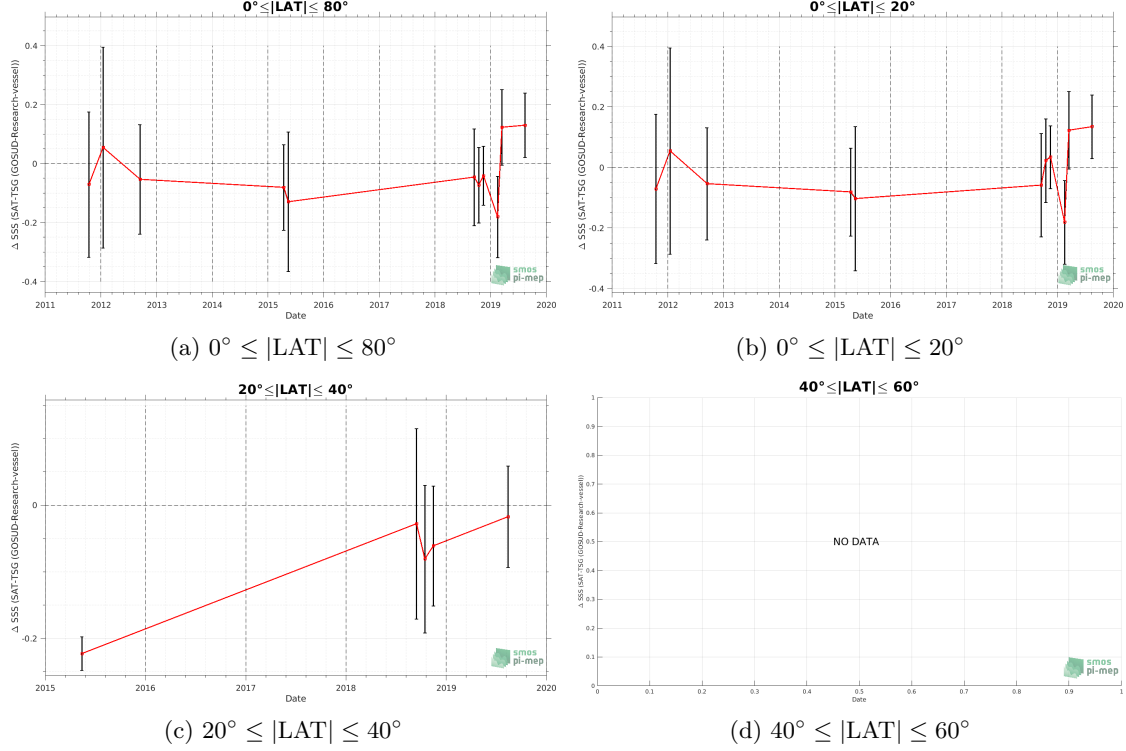 0°≤|LAT|≤ 80°
Δ SSS (SAT-TSG (GOSUD-Research-vessel))
0.4
0.2
0
-0.2
-0.4
2011 2012 2013 2014 2015 2016 2017 2018 2019 2020
Date
smos
pi-mep
(a) 0° ≤ |LAT| ≤ 80°
0°≤|LAT|≤ 20°
Δ SSS (SAT-TSG (GOSUD-Research-vessel))
0.4
0.2
0
-0.2
-0.4
2011 2012 2013 2014 2015 2016 2017 2018 2019 2020
Date
smos
pi-mep
(b) 0° ≤ |LAT| ≤ 20°
20°≤|LAT|≤ 40°
Δ SSS (SAT-TSG (GOSUD-Research-vessel))
0
-0.2
2015 2016 2017 2018 2019 2020
Date
smos
pi-mep
(c) 20° ≤ |LAT| ≤ 40°
40°≤|LAT|≤ 60°
Δ SSS (SAT-TSG (GOSUD-Research-vessel))
1
0.9
0.8
0.7
0.6
0.5
0.4
0.3
0.2
0.1
0
NO DATA
0 0.1 0.2 0.3 0.4 0.5 0.6 0.7 0.8 0.9 1
Date
smos
pi-mep
(d) 40° ≤ |LAT| ≤ 60°